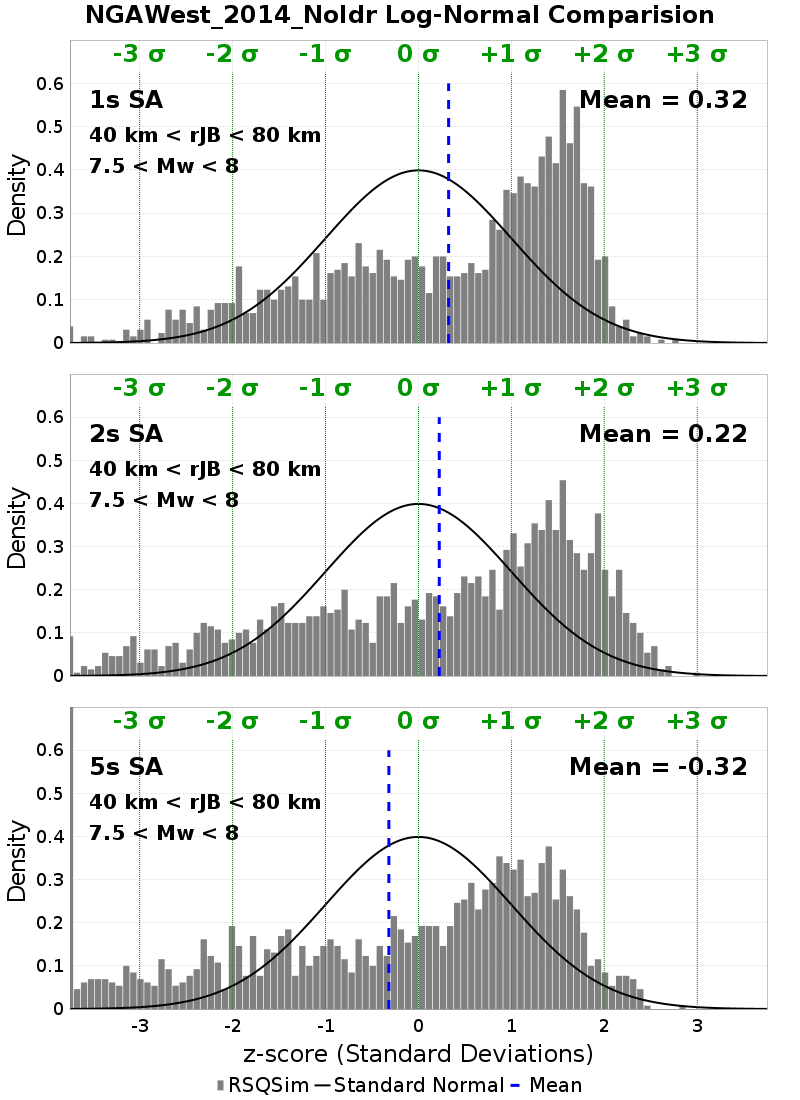 NGAWest_2014_NoIdr Log-Normal Comparision
-3 σ -2 σ -1 σ 0 σ +1 σ +2 σ +3 σ
0.6
1s SA Mean = 0.32
0.5
40 km < rJB < 80 km
7.5 < Mw < 8
0.4
0.3
0.2
0.1
0
Density
-3 σ -2 σ -1 σ 0 σ +1 σ +2 σ +3 σ
0.6
2s SA Mean = 0.22
0.5
40 km < rJB < 80 km
7.5 < Mw < 8
0.4
0.3
0.2
0.1
0
Density
-3 σ -2 σ -1 σ 0 σ +1 σ +2 σ +3 σ
0.6
5s SA Mean = -0.32
0.5
40 km < rJB < 80 km
7.5 < Mw < 8
0.4
0.3
0.2
0.1
0
Density
-3 -2 -1 0 1 2 3
z-score (Standard Deviations)
RSQSim Standard Normal Mean